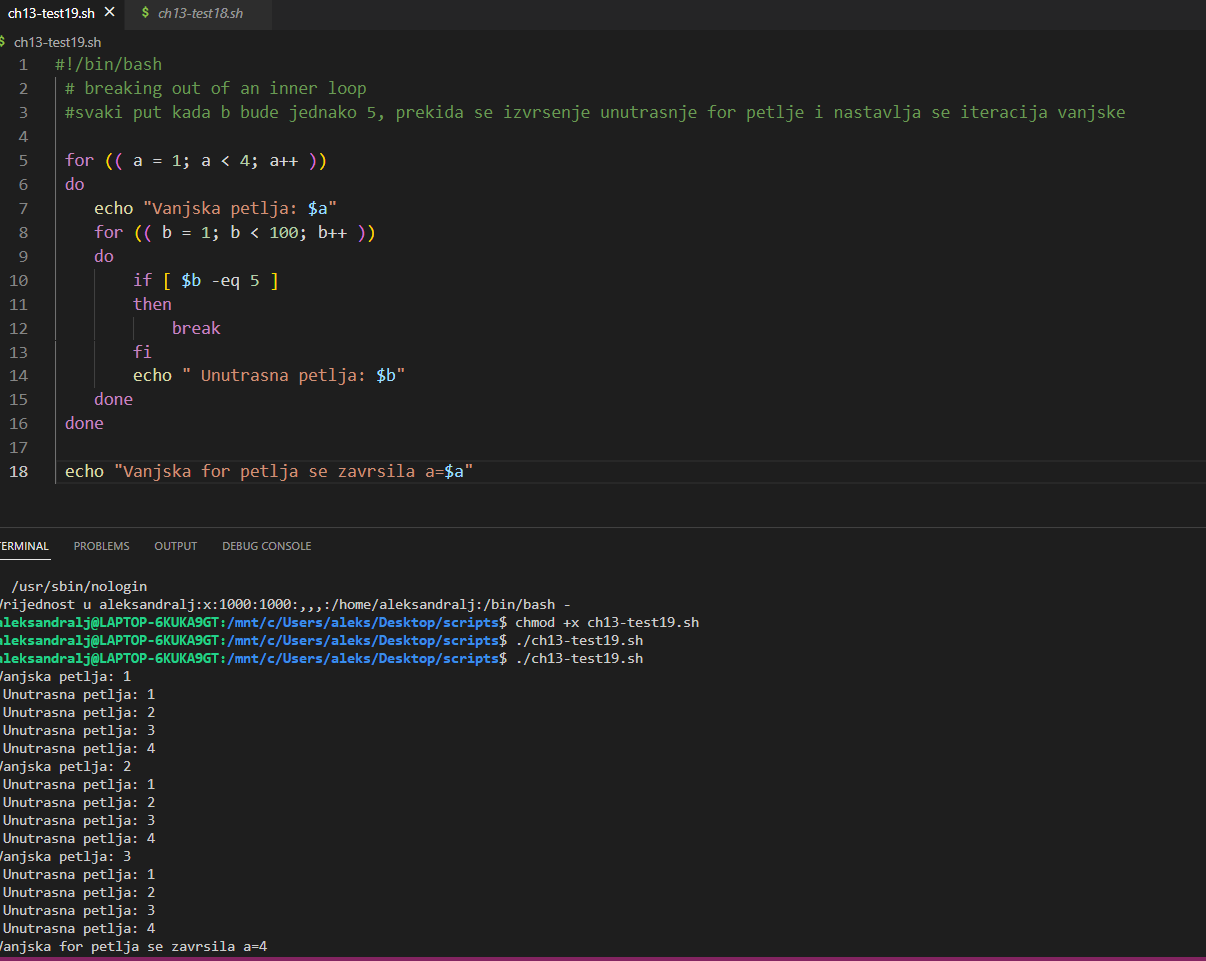 ch13-test19.sh × $ ch13-test18.sh
$ ch13-test19.sh
1 #!/bin/bash
2 # breaking out of an inner loop
3 #svaki put kada b bude jednako 5, prekida se izvrsenje unutrasnje for petlje i nastavlja se iteracija vanjske
4
5 for (( a = 1; a < 4; a++ ))
6 do
7 echo "Vanjska petlja: $a"
8 for (( b = 1; b < 100; b++ ))
9 do
10 if [ $b -eq 5 ]
11 then
12 break
13 fi
14 echo " Unutrasna petlja: $b"
15 done
16 done
17
18 echo "Vanjska for petlja se zavrsila a=$a"
TERMINAL PROBLEMS OUTPUT DEBUG CONSOLE
/usr/sbin/nologin
Vrijednost u aleksandralj:x:1000:1000:,,,:/home/aleksandralj:/bin/bash -
aleksandralj@LAPTOP-6KUKA9GT:/mnt/c/Users/aleks/Desktop/scripts$ chmod +x ch13-test19.sh
aleksandralj@LAPTOP-6KUKA9GT:/mnt/c/Users/aleks/Desktop/scripts$ ./ch13-test19.sh
aleksandralj@LAPTOP-6KUKA9GT:/mnt/c/Users/aleks/Desktop/scripts$ ./ch13-test19.sh
Vanjska petlja: 1
Unutrasna petlja: 1
Unutrasna petlja: 2
Unutrasna petlja: 3
Unutrasna petlja: 4
Vanjska petlja: 2
Unutrasna petlja: 1
Unutrasna petlja: 2
Unutrasna petlja: 3
Unutrasna petlja: 4
Vanjska petlja: 3
Unutrasna petlja: 1
Unutrasna petlja: 2
Unutrasna petlja: 3
Unutrasna petlja: 4
Vanjska for petlja se zavrsila a=4